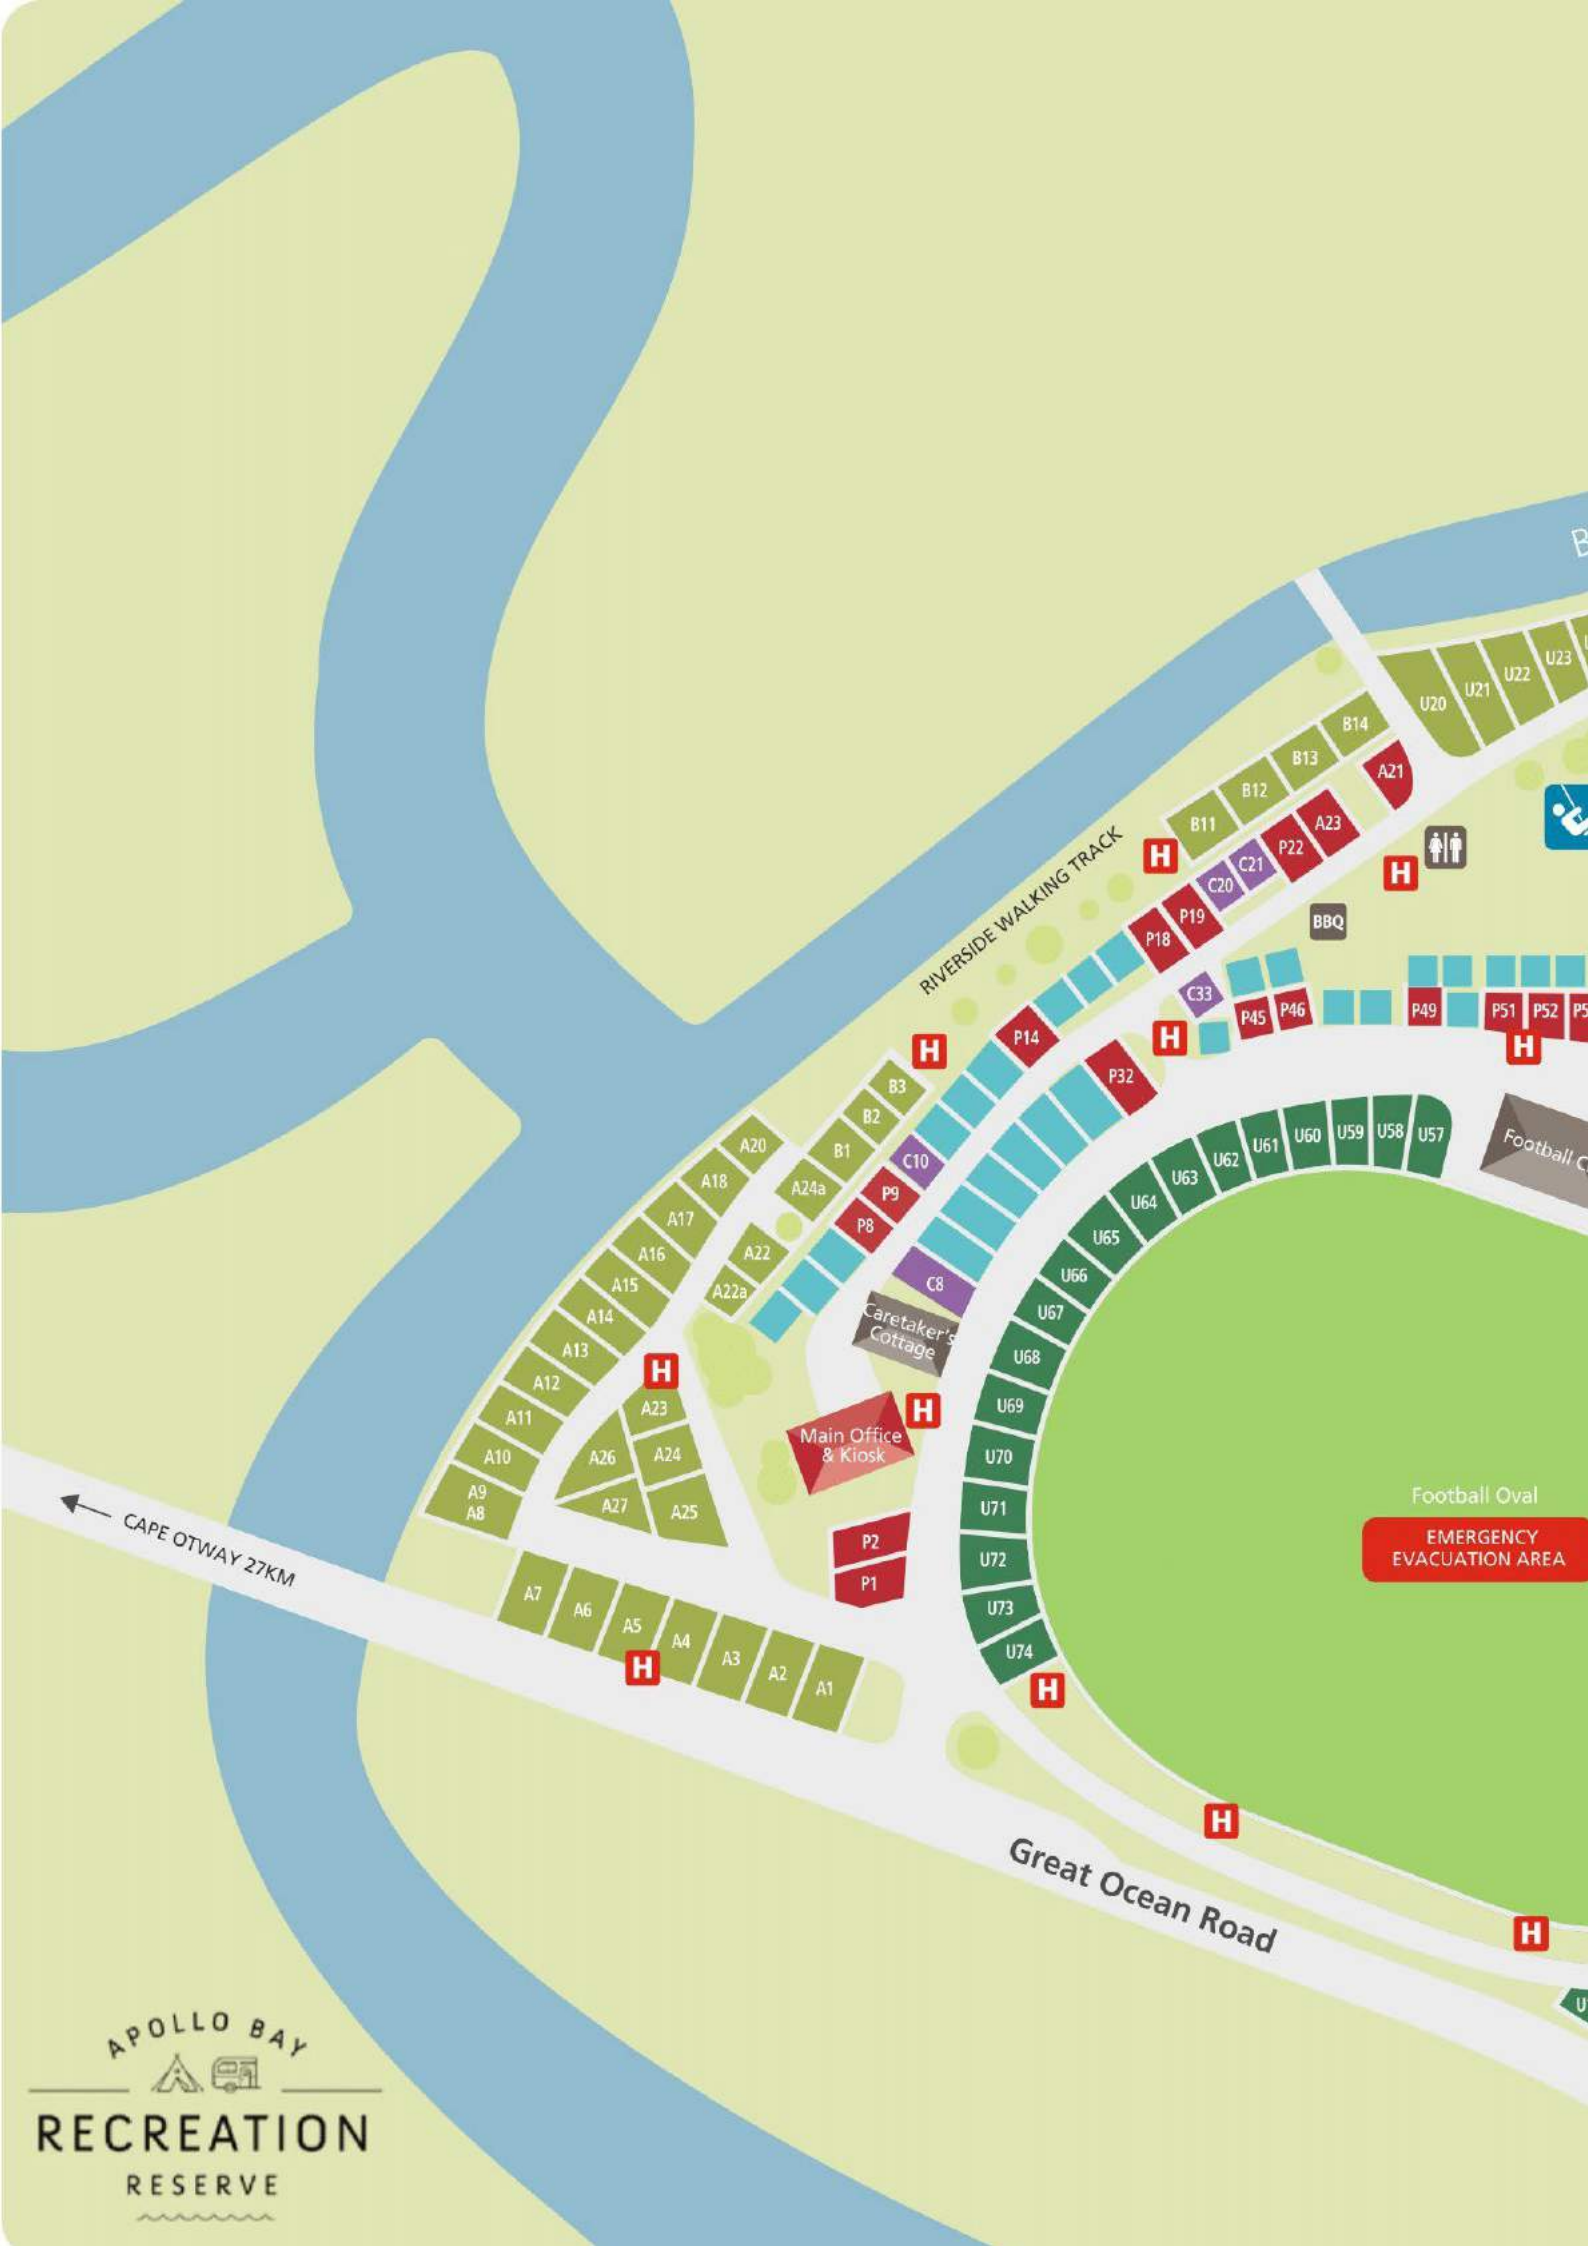 B
U23
U22
U21
U20
B14
B13
B12
B11
A21
A23
P22
C21
C20
P19
P18
H
H
BBQ
RIVERSIDE WALKING TRACK
C33
P45
P46
P49
P51
P52
P5
H
H
H
P14
P32
B3
B2
B1
A24a
C10
P9
P8
A20
A18
A17
A16
A15
A14
A13
A12
A11
A10
A9
A8
A22
A22a
C8
Caretaker's
Cottage
U57
U58
U59
U60
U61
U62
U63
U64
U65
U66
U67
U68
U69
U70
U71
U72
U73
U74
Football C
H
A23
A24
A25
A26
A27
H
Main Office
& Kiosk
P2
P1
Football Oval
EMERGENCY
EVACUATION AREA
CAPE OTWAY 27KM
A7
A6
A5
A4
A3
A2
A1
H
H
H
H
Great Ocean Road
U
APOLLO BAY
RECREATION
RESERVE